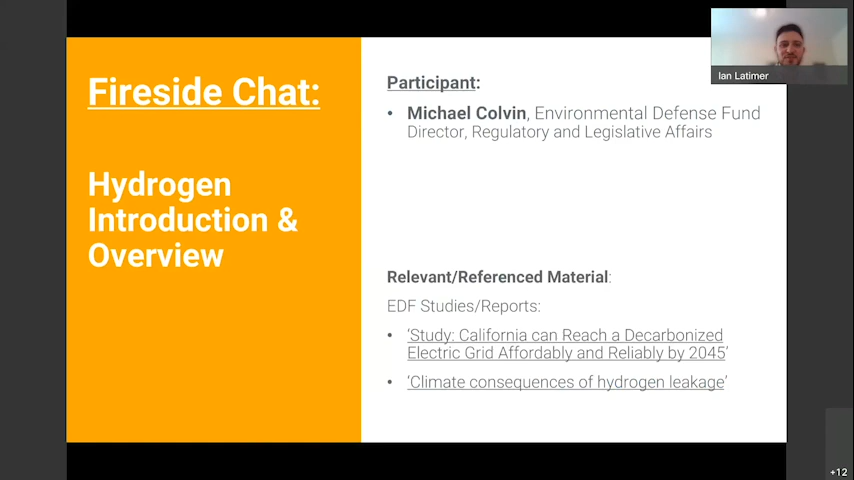 Fireside Chat:
Hydrogen
Introduction &
Overview
Participant:
• Michael Colvin, Environmental Defense Fund
Director, Regulatory and Legislative Affairs
Relevant/Referenced Material:
EDF Studies/Reports:
• ‘Study: California can Reach a Decarbonized
Electric Grid Affordably and Reliably by 2045’
• ‘Climate consequences of hydrogen leakage’
Ian Latimer
+12